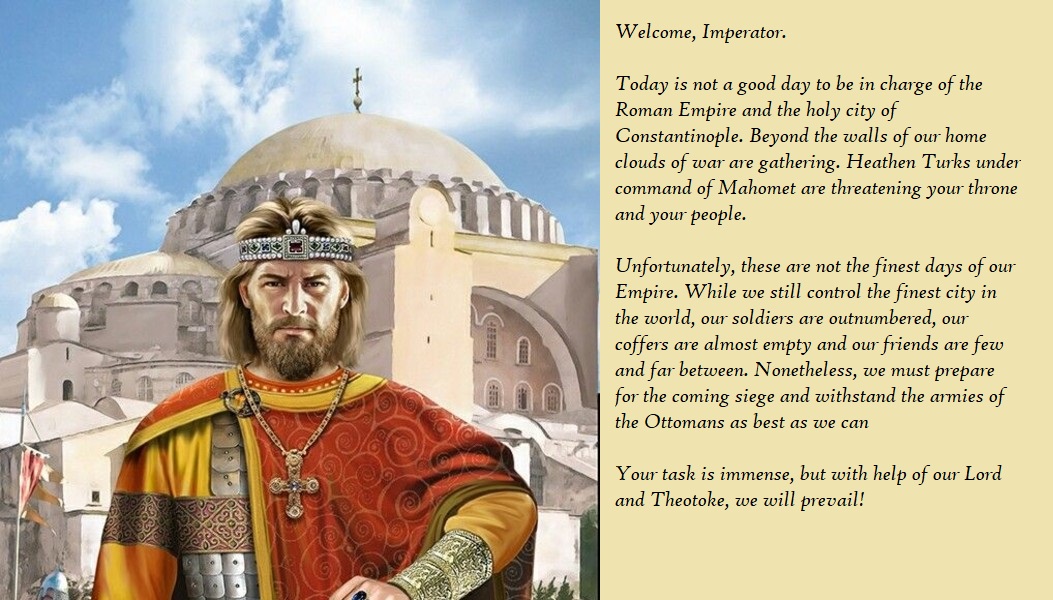 Welcome, Imperator.
Today is not a good day to be in charge of the
Roman Empire and the holy city of
Constantinople. Beyond the walls of our home
clouds of war are gathering. Heathen Turks under
command of Mahomet are threatening your throne
and your people.
Unfortunately, these are not the finest days of our
Empire. While we still control the finest city in
the world, our soldiers are outnumbered, our
coffers are almost empty and our friends are few
and far between. Nonetheless, we must prepare
for the coming siege and withstand the armies of
the Ottomans as best as we can
Your task is immense, but with help of our Lord
and Theotoke, we will prevail!